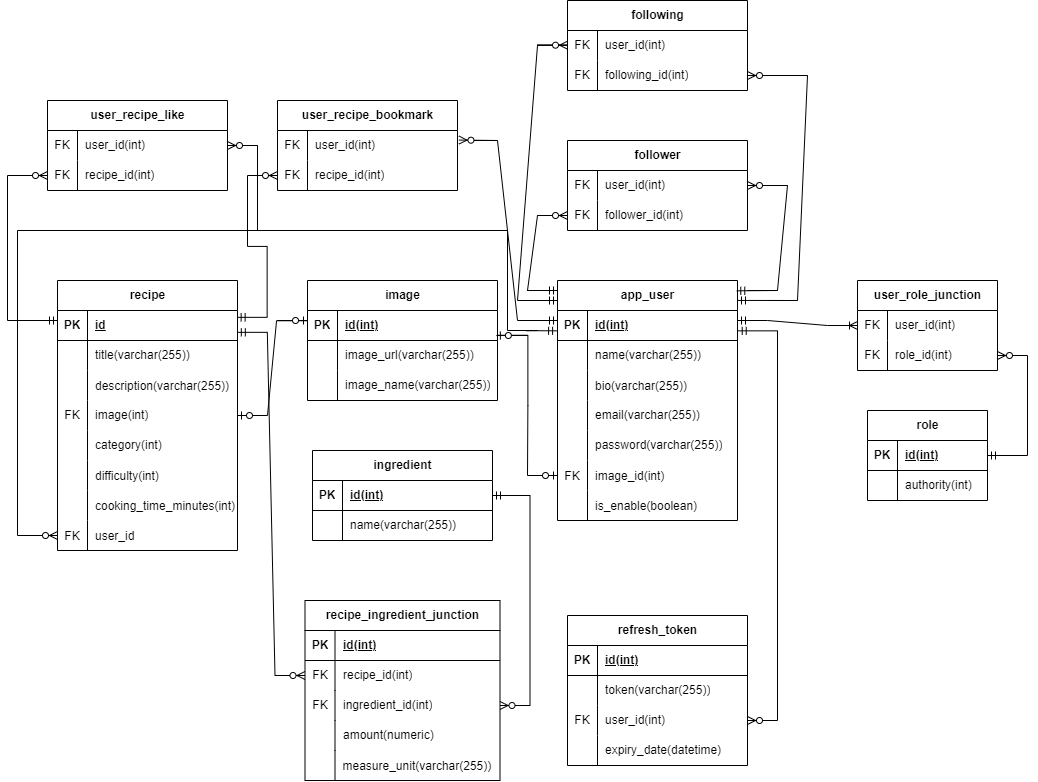 following
FK user_id(int)
FK following_id(int)
user_recipe_like
FK user_id(int)
FK recipe_id(int)
user_recipe_bookmark
FK user_id(int)
FK recipe_id(int)
follower
FK user_id(int)
FK follower_id(int)
recipe
PK id
title(varchar(255))
description(varchar(255))
FK image(int)
category(int)
difficulty(int)
cooking_time_minutes(int)
FK user_id
image
PK id(int)
image_url(varchar(255))
image_name(varchar(255))
app_user
PK id(int)
name(varchar(255))
bio(varchar(255))
email(varchar(255))
password(varchar(255))
FK image_id(int)
is_enable(boolean)
user_role_junction
FK user_id(int)
FK role_id(int)
role
PK id(int)
authority(int)
ingredient
PK id(int)
name(varchar(255))
recipe_ingredient_junction
PK id(int)
FK recipe_id(int)
FK ingredient_id(int)
amount(numeric)
measure_unit(varchar(255))
refresh_token
PK id(int)
token(varchar(255))
FK user_id(int)
expiry_date(datetime)